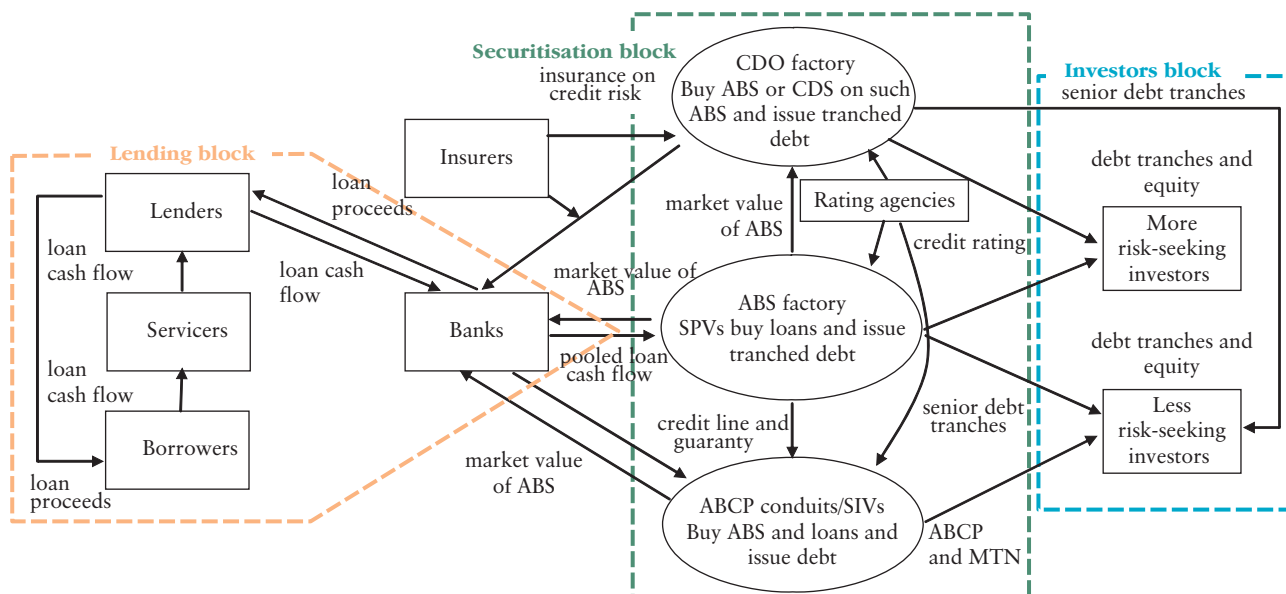 Securitisation block
insurance on
credit risk
CDO factory
Buy ABS or CDS on such
ABS and issue tranched
debt
Investors block
senior debt tranches
Lending block
Insurers
loan
proceeds
Lenders
debt tranches and
equity
market value
of ABS
Rating agencies
credit rating
More
risk-seeking
investors
loan
cash flow
loan cash
flow
market value of
ABS
Servicers
Banks
ABS factory
SPVs buy loans and issue
tranched debt
pooled loan
cash flow
debt tranches and
equity
loan
cash flow
Borrowers
credit line and
guaranty
senior debt
tranches
Less
risk-seeking
investors
loan
proceeds
market value
of ABS
ABCP conduits/SIVs
Buy ABS and loans and
issue debt
ABCP
and MTN